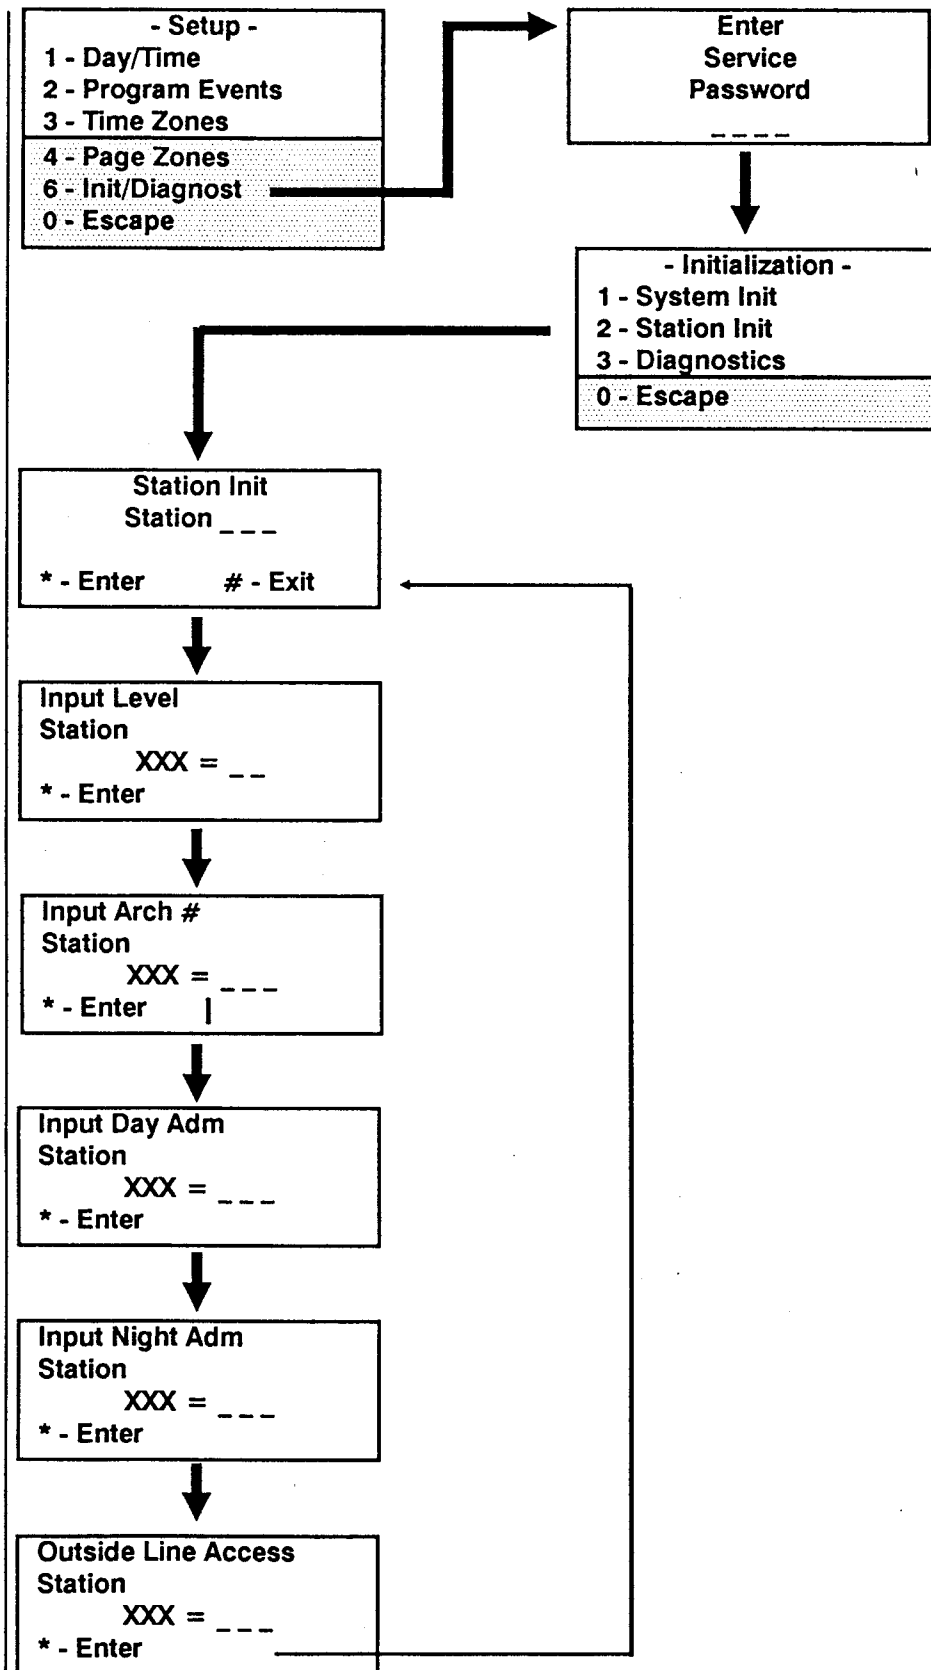 - Setup -
1 - Day/Time
2 - Program Events
3 - Time Zones
4 - Page Zones
6 - Init/Diagnost
0 - Escape
Enter
Service
Password
_ _ _ _
- Initialization -
1 - System Init
2 - Station Init
3 - Diagnostics
0 - Escape
Station Init
Station _ _ _
* - Enter # - Exit
Input Level
Station
XXX = _ _
* - Enter
Input Arch #
Station
XXX = _ _ _
* - Enter
Input Day Adm
Station
XXX = _ _ _
* - Enter
Input Night Adm
Station
XXX = _ _ _
* - Enter
Outside Line Access
Station
XXX = _ _ _
* - Enter